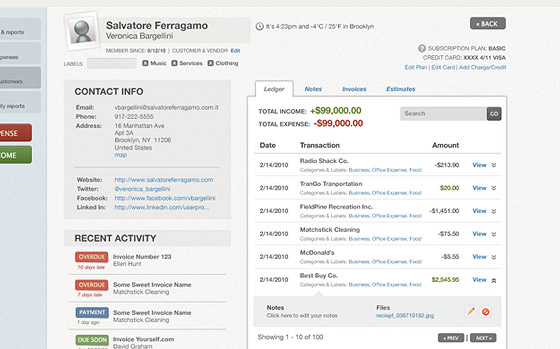 & reports
xpenses
ustomers
ity reports
PENSE
OME
Salvatore Ferragamo
Veronica Bargellini
MEMBER SINCE: 8/12/10 | CUSTOMER & VENDOR Edit
LABELS
Music
Services
Clothing
It's 4:23pm and -4°C / 25°F in Brooklyn
« BACK
SUBSCRIPTION PLAN: BASIC
CREDIT CARD: XXXX 4/11 VISA
Edit Plan | Edit Card | Add Charge/Credit
CONTACT INFO
Email: vbargellini@salvatoreferragamo.com.it
Phone: 917-222-5555
Address: 16 Manhattan Ave
Apt 3A
Brooklyn, NY 11206
United States
map
Website: http://www.salvatoreferragamo
Twitter: @veronica_bargellini
Facebook: http://www.facebook.com/vbargellini
Linked In: http://www.linkedin.com/userpro...
RECENT ACTIVITY
OVERDUE Invoice Number 123
10 days late Ellen Hunt
OVERDUE Some Sweet Invoice Name
7 days late Matchstick Cleaning
PAYMENT Some Sweet Invoice Name
1 day ago Matchstick Cleaning
DUE SOON Invoice Yourself.com
David Graham
Ledger Notes Invoices Estimates
TOTAL INCOME: +$99,000.00
TOTAL EXPENSE: -$99,000.00
Search GO
Date Transaction Amount
2/14/2010 Radio Shack Co. -$213.90 View
Categories & Labels: Business, Office Expense, Food
2/14/2010 TranGo Tranportation $20.00 View
Categories & Labels: Business, Office Expense, Food
2/14/2010 FieldPine Recreation Inc. -$1,451.00 View
Categories & Labels: Business, Office Expense, Food
2/14/2010 Matchstick Cleaning -$75.50 View
Categories & Labels: Business, Office Expense, Food
2/14/2010 McDonald's -$5.55 View
Categories & Labels: Business, Office Expense, Food
2/14/2010 Best Buy Co. $2,545.95 View
Categories & Labels: Business, Office Expense, Food
Notes Files
Click here to edit your notes reciept_038710182.jpg
Showing 1 - 10 of 100
« PREV | NEXT »